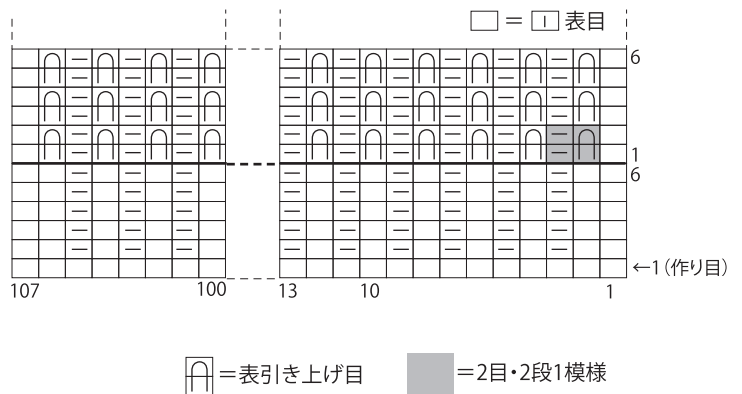 □=| 表目
6
1
6
←1(作り目)
107 100 13 10 1
=表引き上げ目 =2目・2段1模様